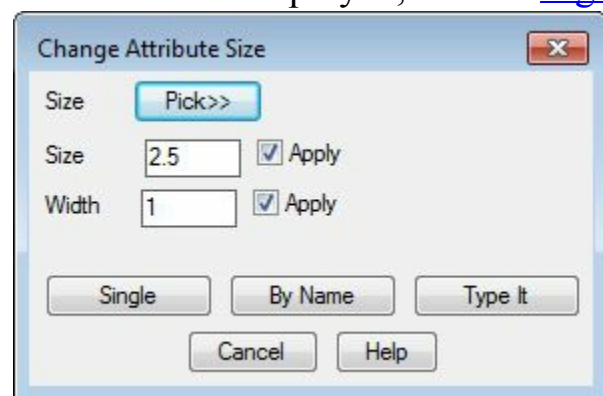 Change Attribute Size
Size Pick>>
Size 2.5 Apply
Width 1 Apply
Single By Name Type It
Cancel Help